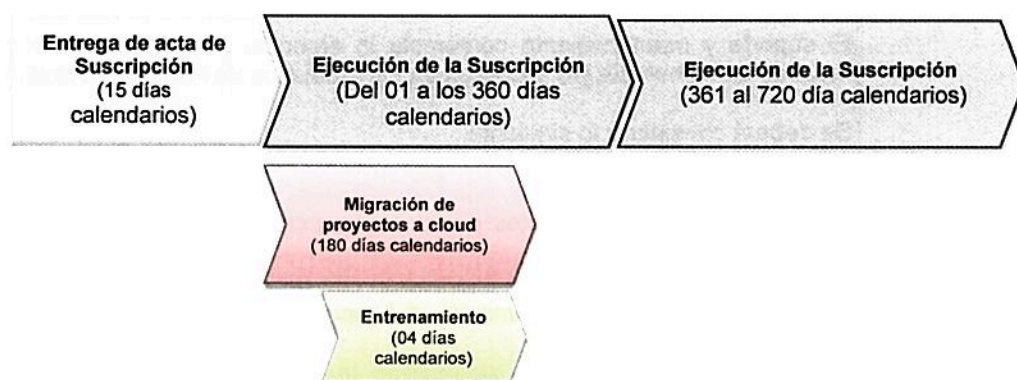 Entrega de acta de
Suscripción
(15 días
calendarios)
Ejecución de la Suscripción
(Del 01 a los 360 días
calendarios)
Ejecución de la Suscripción
(361 al 720 día calendarios)
Migración de
proyectos a cloud
(180 días calendarios)
Entrenamiento
(04 días
calendarios)